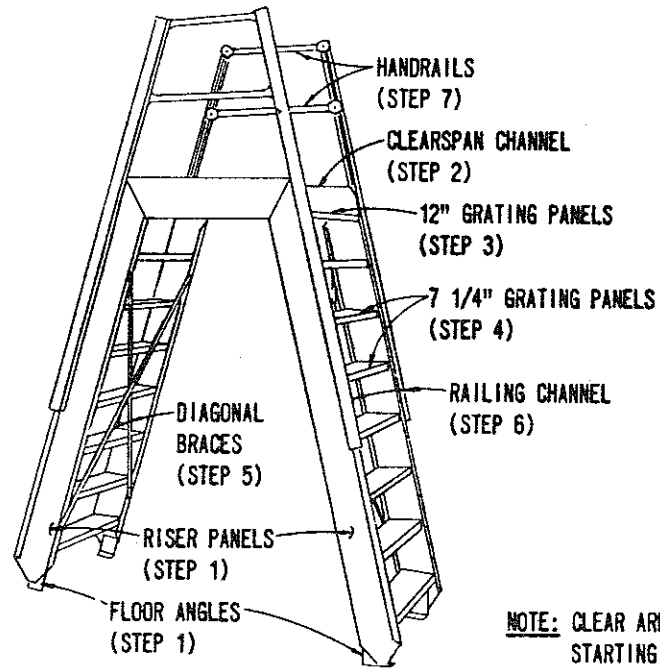 HANDRAILS
(STEP 7)
CLEARSPAN CHANNEL
(STEP 2)
12" GRATING PANELS
(STEP 3)
7 1/4" GRATING PANELS
(STEP 4)
RAILING CHANNEL
(STEP 6)
DIAGONAL
BRACES
(STEP 5)
RISER PANELS
(STEP 1)
FLOOR ANGLES
(STEP 1)
NOTE: CLEAR
STARTING